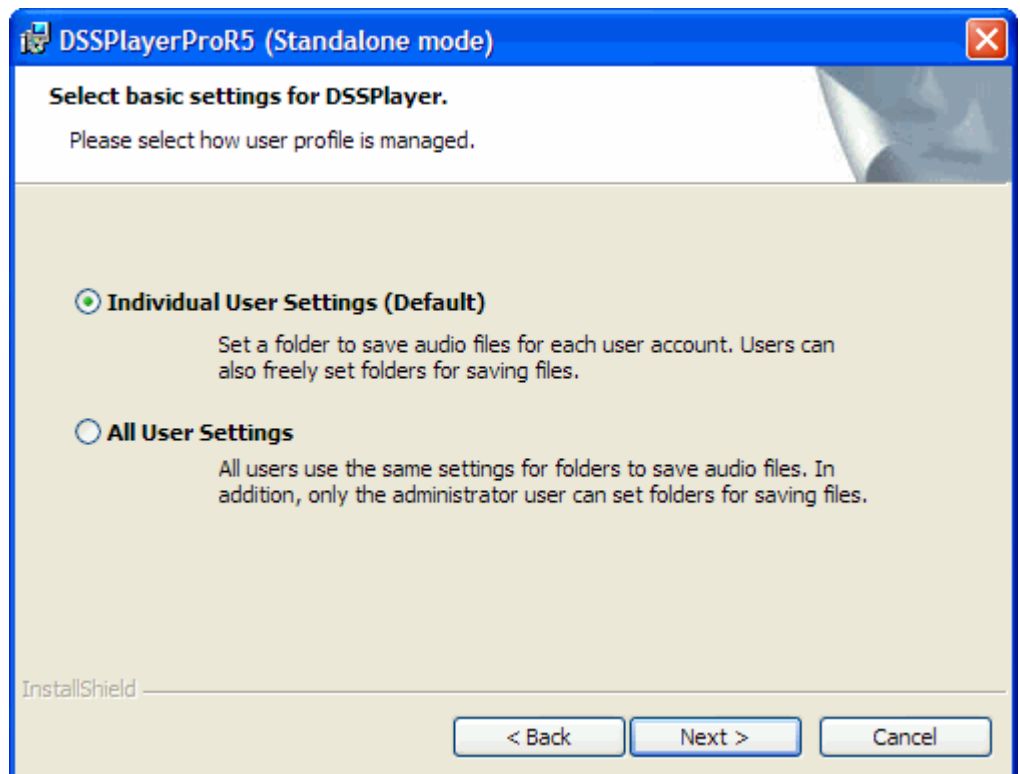 DSSPlayerProR5 (Standalone mode)
Select basic settings for DSSPlayer.
Please select how user profile is managed.
Individual User Settings (Default)
Set a folder to save audio files for each user account. Users can
also freely set folders for saving files.
All User Settings
All users use the same settings for folders to save audio files. In
addition, only the administrator user can set folders for saving files.
InstallShield
< Back Next > Cancel